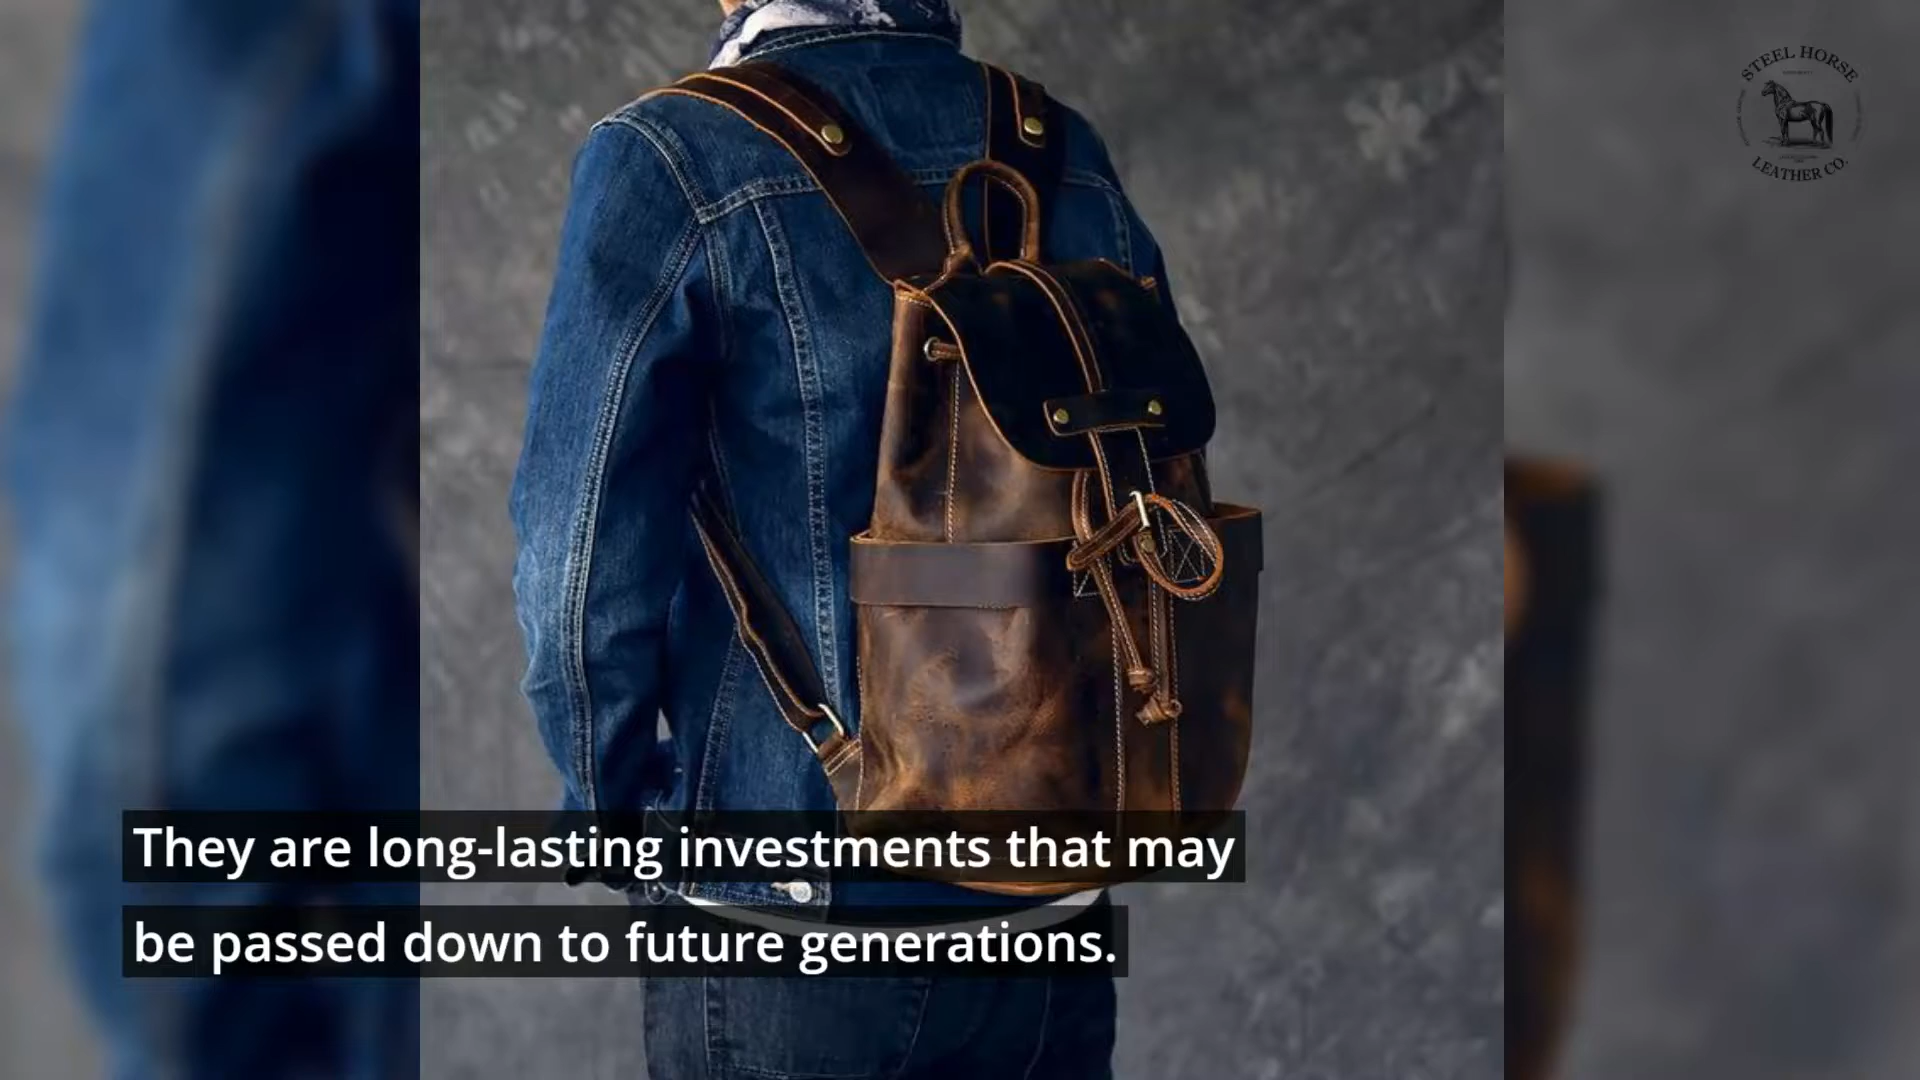 STEEL HORSE
LEATHER CO.
They are long-lasting investments that may
be passed down to future generations.